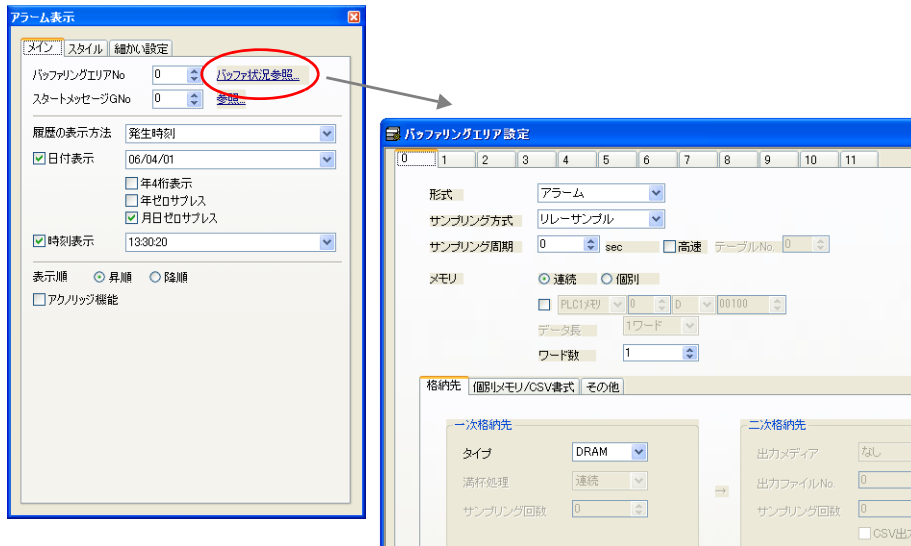 アラーム表示
メイン スタイル 細かい設定
バッファリングエリアNo 0 バッファ状況参照...
スタートメッセージGNo 0 参照...
履歴の表示方法 発生時刻
日付表示 06/04/01
年4桁表示
年ゼロサプレス
月日ゼロサプレス
時刻表示 13:30:20
表示順 昇順 降順
アクノリッジ機能
バッファリングエリア設定
0 1 2 3 4 5 6 7 8 9 10 11
形式 アラーム
サンプリング方式 リレーサンプル
サンプリング周期 0 sec 高速 テーブルNo. 0
メモリ 連続 個別
PLC1メモリ 0 D 00100
データ長 1ワード
ワード数 1
格納先 個別メモリ/CSV書式 その他
一次格納先
タイプ DRAM
満杯処理 連続
サンプリング回数 0
→
二次格納先
出力メディア なし
出力ファイルNo. 0
サンプリング回数 0
CSV出